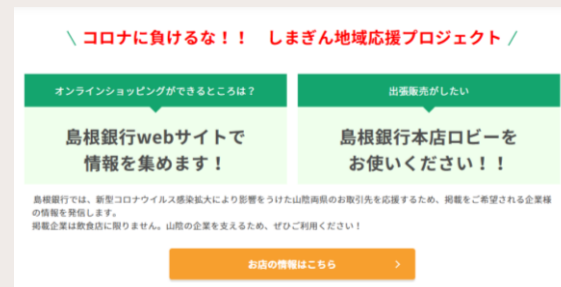 \ コロナに負けるな！！　しまぎん地域応援プロジェクト /
オンラインショッピングができるところは？
島根銀行webサイトで
情報を集めます！
出張販売がしたい
島根銀行本店ロビーを
お使いください！！
島根銀行では、新型コロナウイルス感染拡大により影響をうけた山陰両県のお取引先を応援するため、掲載をご希望される企業様
の情報を発信します。
掲載企業は飲食店に限りません。山陰の企業を支えるため、ぜひご利用ください！
お店の情報はこちら